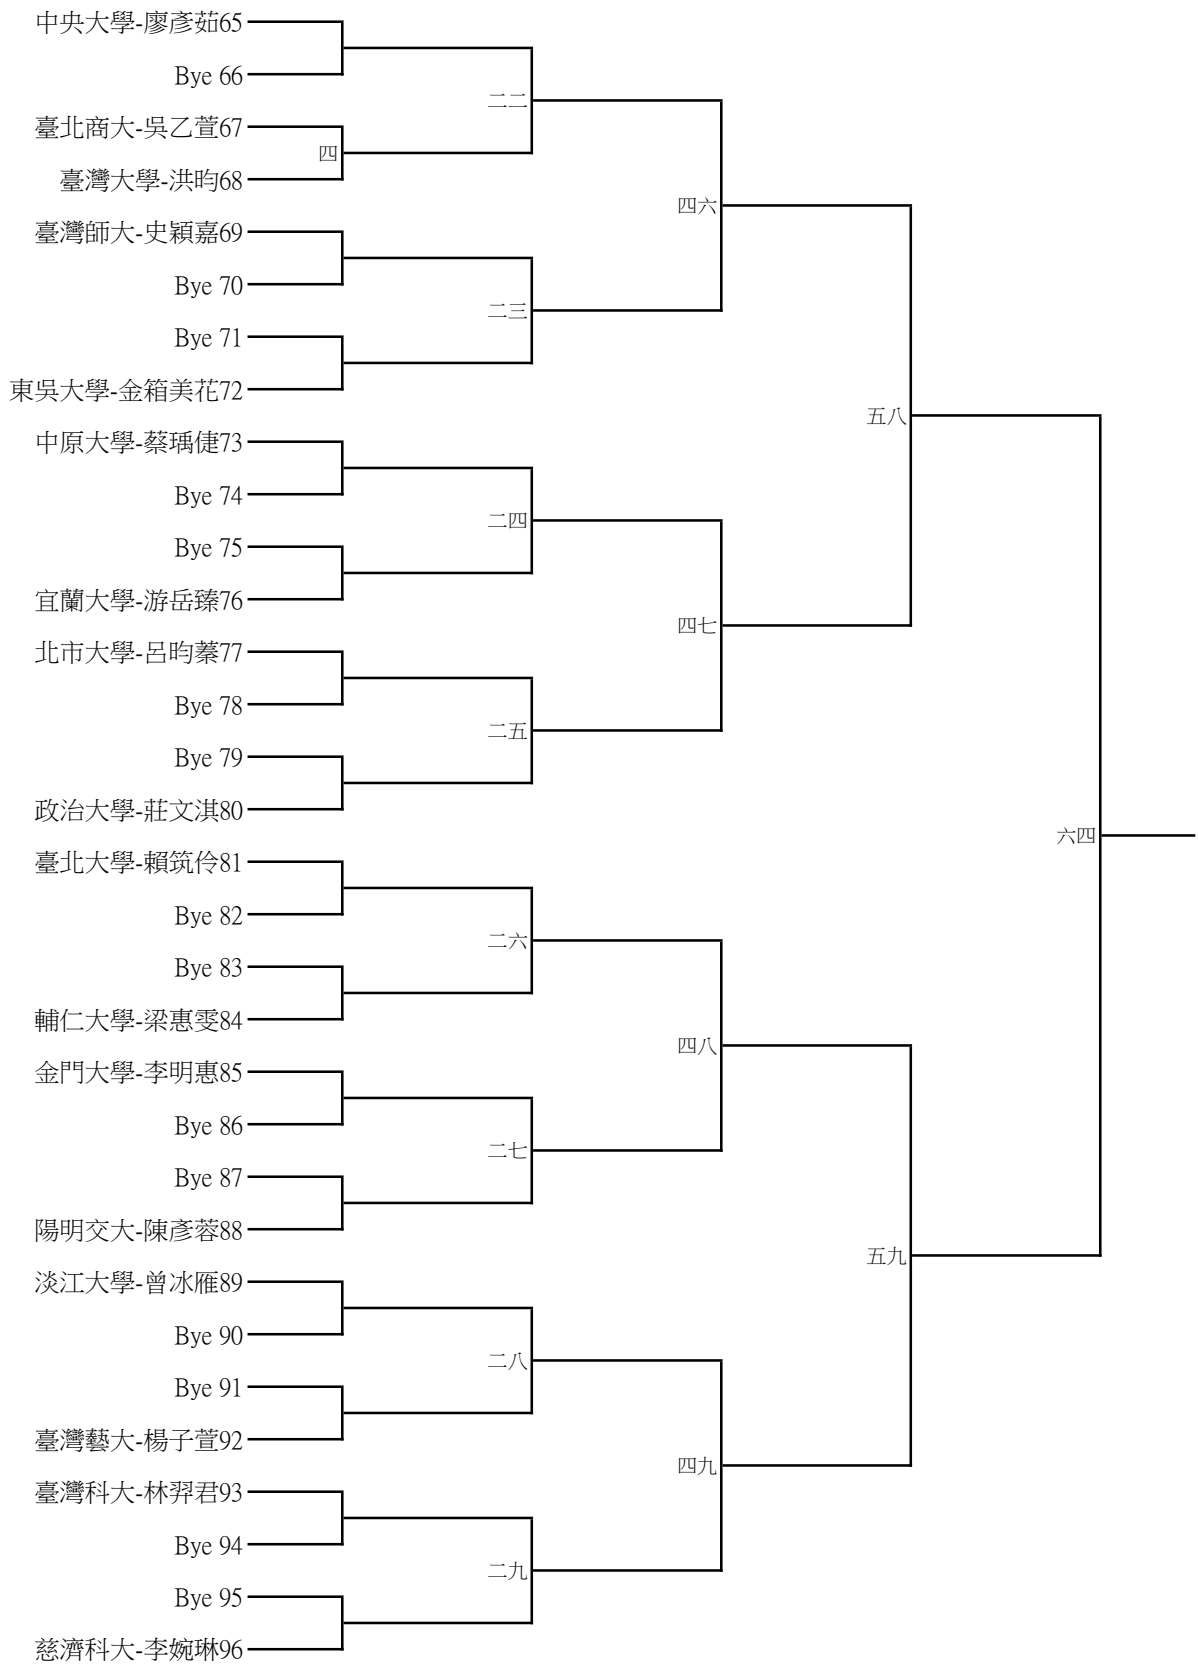 中央大學-廖彥茹65
Bye 66
二二
臺北商大-吳乙萱67
四
臺灣大學-洪昀68
四六
臺灣師大-史穎嘉69
Bye 70
二三
Bye 71
東吳大學-金箱美花72
五八
中原大學-蔡瑀倢73
Bye 74
二四
Bye 75
宜蘭大學-游岳臻76
四七
北市大學-呂昀蓁77
Bye 78
二五
Bye 79
政治大學-莊文淇80
六四
臺北大學-賴筑伶81
Bye 82
二六
Bye 83
輔仁大學-梁惠雯84
四八
金門大學-李明惠85
Bye 86
二七
Bye 87
陽明交大-陳彥蓉88
五九
淡江大學-曾冰雁89
Bye 90
二八
Bye 91
臺灣藝大-楊子萱92
四九
臺灣科大-林羿君93
Bye 94
二九
Bye 95
慈濟科大-李婉琳96